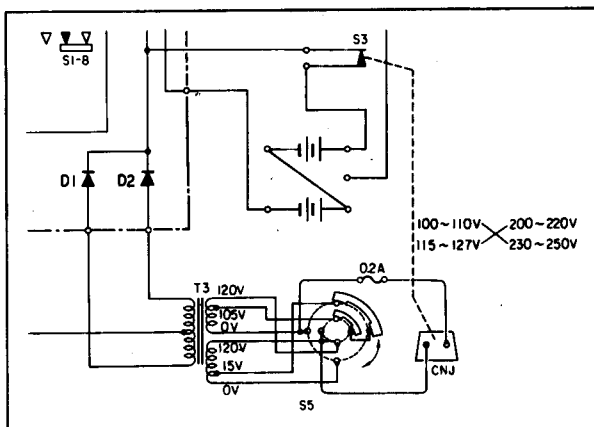 S1-8
S3
D1
D2
100~110V 200~220V
115~127V 230~250V
0.2A
T3
120V
105V
0V
120V
15V
0V
S5
CNJ